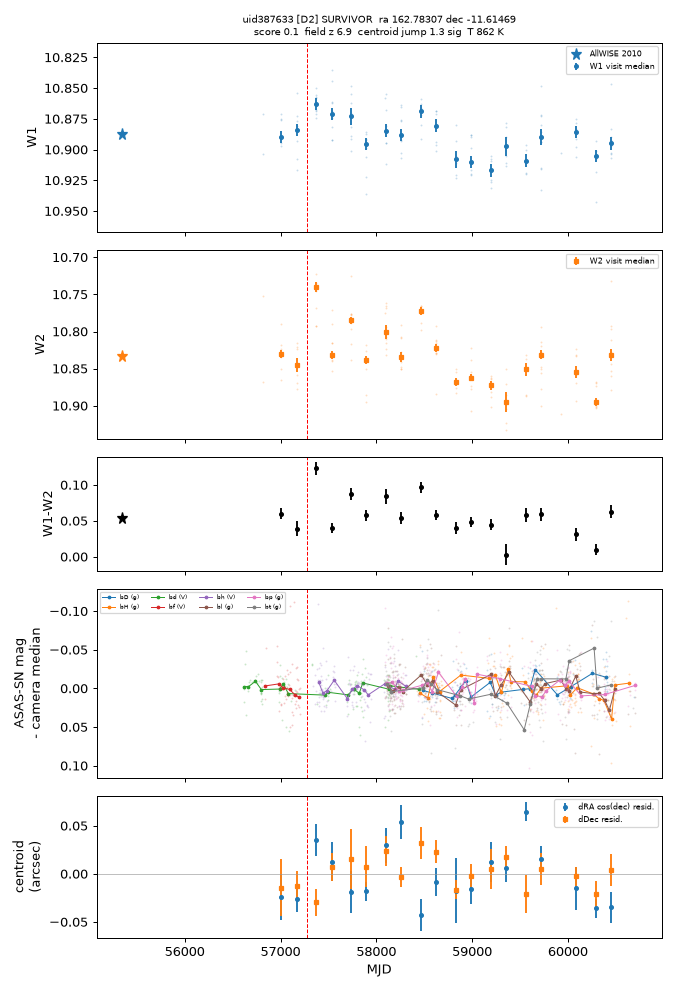 uid387633 [D2] SURVIVOR  ra 162.78307 dec -11.61469
score 0.1  field z 6.9  centroid jump 1.3 sig  T 862 K
AllWISE 2010
W1 visit median
10.825
10.850
10.875
10.900
10.925
10.950
W1
W2 visit median
10.70
10.75
10.80
10.85
10.90
W2
0.10
0.05
0.00
W1-W2
bD (g)
bH (g)
bd (V)
bf (V)
bh (V)
bl (g)
bp (g)
bt (g)
−0.10
−0.05
0.00
0.05
0.10
ASAS-SN mag
- camera median
dRA cos(dec) resid.
dDec resid.
0.05
0.00
−0.05
centroid
(arcsec)
56000
57000
58000
59000
60000
MJD